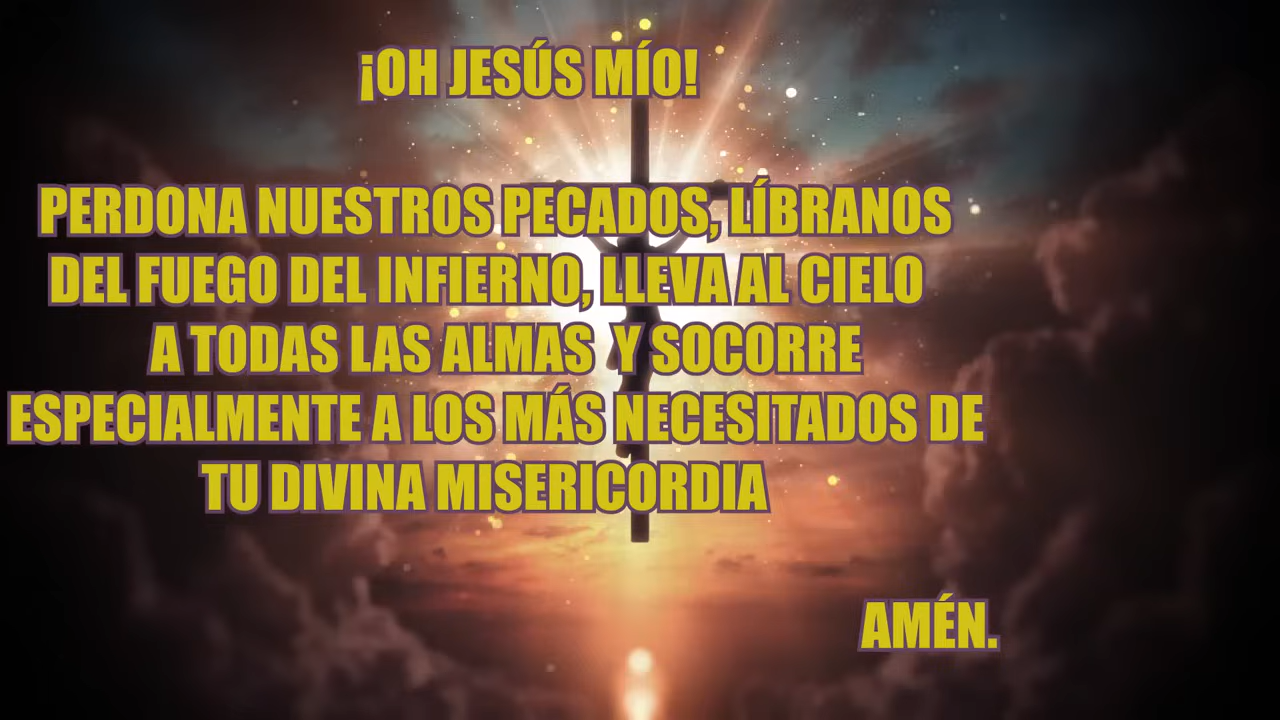 ¡OH JESÚS MÍO!
PERDONA NUESTROS PECADOS, LÍBRANOS
DEL FUEGO DEL INFIERNO, LLEVA AL CIELO
A TODAS LAS ALMAS Y SOCORRE
ESPECIALMENTE A LOS MÁS NECESITADOS DE
TU DIVINA MISERICORDIA
AMÉN.